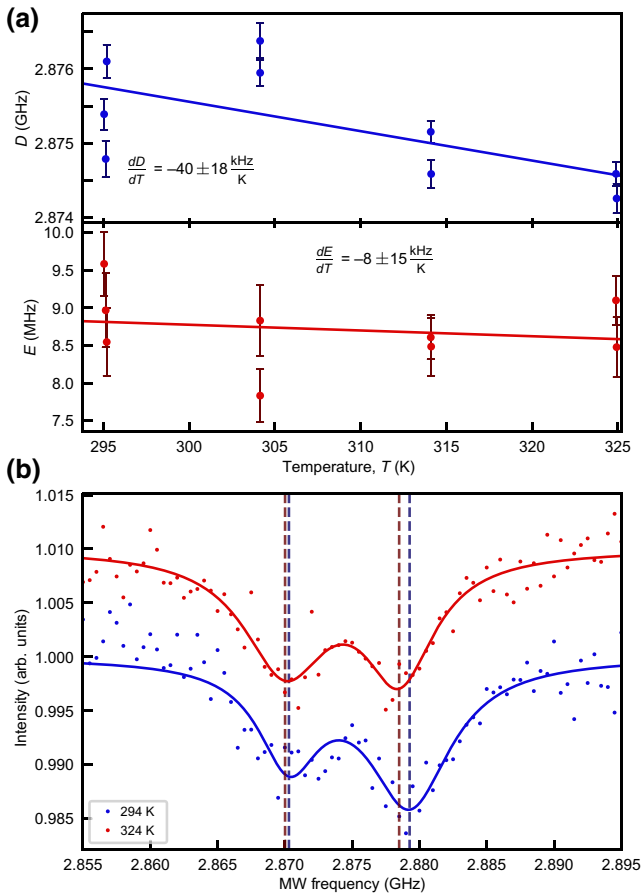 (a)
2.876
2.875
2.874
D (GHz)
dD/dT = –40 ±18 kHz/K
10.0
9.5
9.0
8.5
8.0
7.5
E (MHz)
dE/dT = –8 ±15 kHz/K
295 300 305 310 315 320 325
Temperature, T (K)
(b)
1.015
1.010
1.005
1.000
0.995
0.990
0.985
Intensity (arb. units)
294 K
324 K
2.855 2.860 2.865 2.870 2.875 2.880 2.885 2.890 2.895
MW frequency (GHz)